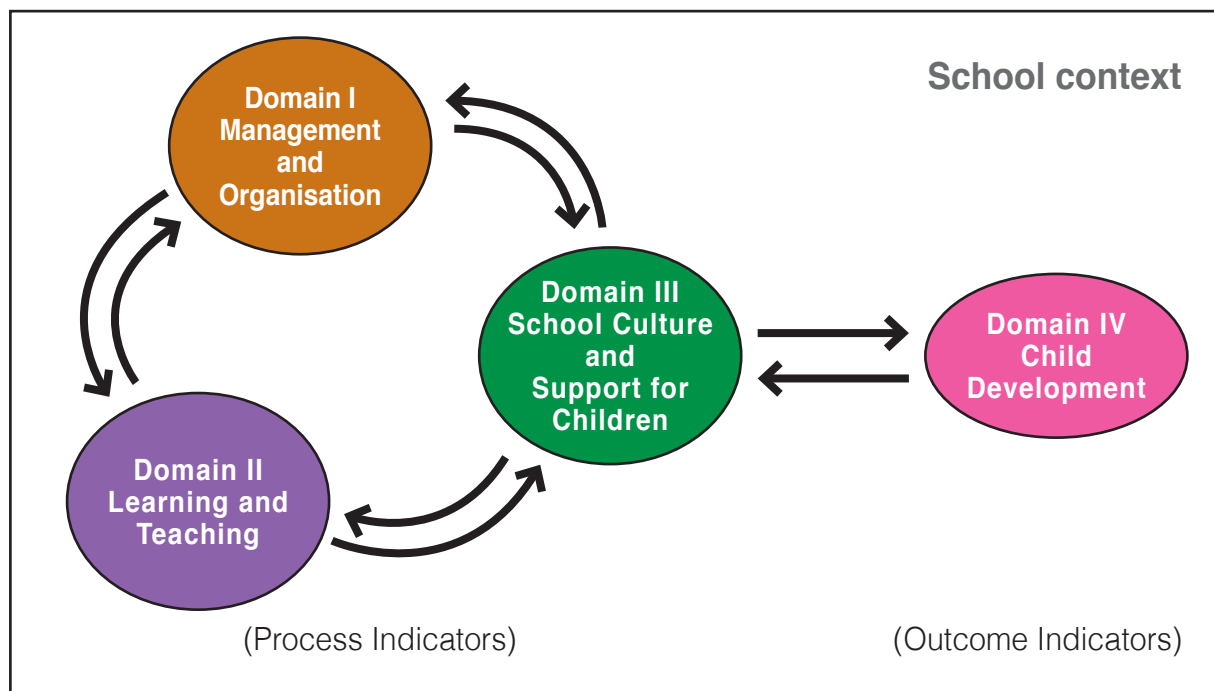 School context
Domain I
Management
and
Organisation
Domain III
School Culture
and
Support for
Children
Domain IV
Child
Development
Domain II
Learning and
Teaching
(Process Indicators)
(Outcome Indicators)